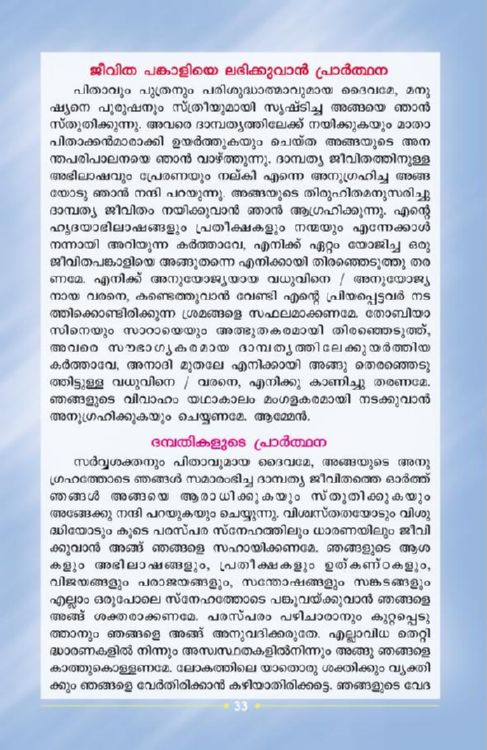 ജീവിത പങ്കാളിയെ ലഭിക്കുവാൻ പ്രാർത്ഥന
പിതാവും പുത്രനും പരിശുദ്ധാത്മാവുമായ ദൈവമേ, മനു
ഷ്യനെ പുരുഷനും സ്ത്രീയുമായി സൃഷ്ടിച്ച അങ്ങയെ ഞാൻ
സ്തുതിക്കുന്നു. അവരെ ദാമ്പത്യത്തിലേക്ക് നയിക്കുകയും മാതാ
പിതാക്കൻമാരാക്കി ഉയർത്തുകയും ചെയ്ത അങ്ങയുടെ അന
ന്തപരിപാലനയെ ഞാൻ വാഴ്ത്തുന്നു. ദാമ്പത്യ ജീവിതത്തിനുള്ള
അഭിലാഷവും പ്രേരണയും നല്കി എന്നെ അനുഗ്രഹിച്ച അങ്ങ
യോടു ഞാൻ നന്ദി പറയുന്നു. അങ്ങയുടെ തിരുഹിതമനുസരിച്ചു
ദാമ്പത്യ ജീവിതം നയിക്കുവാൻ ഞാൻ ആഗ്രഹിക്കുന്നു. എന്റെ
ഹൃദയാഭിലാഷങ്ങളും പ്രതീക്ഷകളും നന്മയും എന്നേക്കാൾ
നന്നായി അറിയുന്ന കർത്താവേ, എനിക്ക് ഏറ്റം യോജിച്ച ഒരു
ജീവിതപങ്കാളിയെ അങ്ങുതന്നെ എനിക്കായി തിരഞ്ഞെടുത്തു തര
ണമേ. എനിക്ക് അനുയോജ്യയായ വധുവിനെ / അനുയോജ്യ
നായ വരനെ, കണ്ടെത്തുവാൻ വേണ്ടി എന്റെ പ്രിയപ്പെട്ടവർ നട
ത്തിക്കൊണ്ടിരിക്കുന്ന ശ്രമങ്ങളെ സഫലമാക്കണമേ. തോബിയാ
സിനെയും സാറായെയും അത്ഭുതകരമായി തിരഞ്ഞെടുത്ത്,
അവരെ സൗഭാഗ്യകരമായ ദാമ്പത്യത്തിലേക്കുയർത്തിയ
കർത്താവേ, അനാദി മുതലേ എനിക്കായി അങ്ങു തെരഞ്ഞെടു
ത്തിട്ടുള്ള വധുവിനെ / വരനെ, എനിക്കു കാണിച്ചു തരണമേ.
ഞങ്ങളുടെ വിവാഹം യഥാകാലം മംഗളകരമായി നടക്കുവാൻ
അനുഗ്രഹിക്കുകയും ചെയ്യണമേ. ആമ്മേൻ.
ദമ്പതികളുടെ പ്രാർത്ഥന
സർവ്വശക്തനും പിതാവുമായ ദൈവമേ, അങ്ങയുടെ അനു
ഗ്രഹത്തോടെ ഞങ്ങൾ സമാരംഭിച്ച ദാമ്പത്യ ജീവിതത്തെ ഓർത്ത്
ഞങ്ങൾ അങ്ങയെ ആരാധിക്കുകയും സ്തുതിക്കുകയും
അങ്ങേക്കു നന്ദി പറയുകയും ചെയ്യുന്നു. വിശ്വസ്തതയോടും വിശു
ദ്ധിയോടും കൂടെ പരസ്പര സ്നേഹത്തിലും ധാരണയിലും ജീവി
ക്കുവാൻ അങ്ങ് ഞങ്ങളെ സഹായിക്കണമേ. ഞങ്ങളുടെ ആശ
കളും അഭിലാഷങ്ങളും, പ്രതീക്ഷകളും ഉത്കണ്ഠകളും,
വിജയങ്ങളും പരാജയങ്ങളും, സന്തോഷങ്ങളും സങ്കടങ്ങളും
എല്ലാം ഒരുപോലെ സ്നേഹത്തോടെ പങ്കുവയ്ക്കുവാൻ ഞങ്ങളെ
അങ്ങ് ശക്തരാക്കണമേ. പരസ്പരം പഴിചാരാനും കുറ്റപ്പെടു
ത്താനും ഞങ്ങളെ അങ്ങ് അനുവദിക്കരുതേ. എല്ലാവിധ തെറ്റി
ദ്ധാരണകളിൽ നിന്നും അസ്വസ്ഥതകളിൽനിന്നും അങ്ങു ഞങ്ങളെ
കാത്തുകൊള്ളണമേ. ലോകത്തിലെ യാതൊരു ശക്തിക്കും വ്യക്തി
ക്കും ഞങ്ങളെ വേർതിരിക്കാൻ കഴിയാതിരിക്കട്ടെ. ഞങ്ങളുടെ വേദ
33